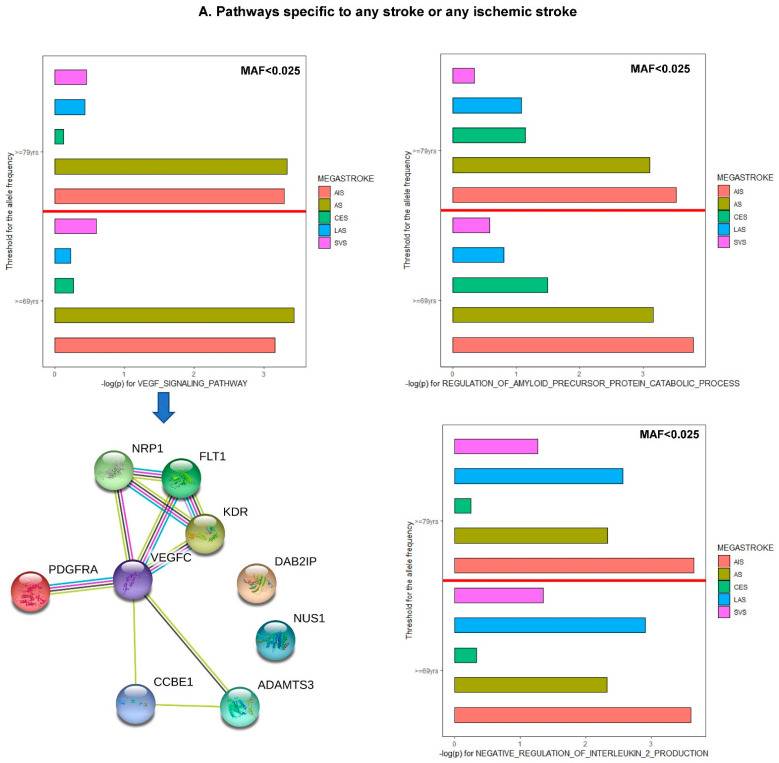 A. Pathways specific to any stroke or any ischemic stroke
MAF<0.025
Threshold for the allele frequency
>=79yrs
>=69yrs
0 1 2 3
-log(p) for VEGF_SIGNALING_PATHWAY
MEGASTROKE
AIS
AS
CES
LAS
SVS
MAF<0.025
Threshold for the allele frequency
>=79yrs
>=69yrs
0 1 2 3
-log(p) for REGULATION_OF_AMYLOID_PRECURSOR_PROTEIN_CATABOLIC_PROCESS
MEGASTROKE
AIS
AS
CES
LAS
SVS
NRP1
FLT1
KDR
VEGFC
PDGFRA
DAB2IP
NUS1
CCBE1
ADAMTS3
MAF<0.025
Threshold for the allele frequency
>=79yrs
>=69yrs
0 1 2 3
-log(p) for NEGATIVE_REGULATION_OF_INTERLEUKIN_2_PRODUCTION
MEGASTROKE
AIS
AS
CES
LAS
SVS